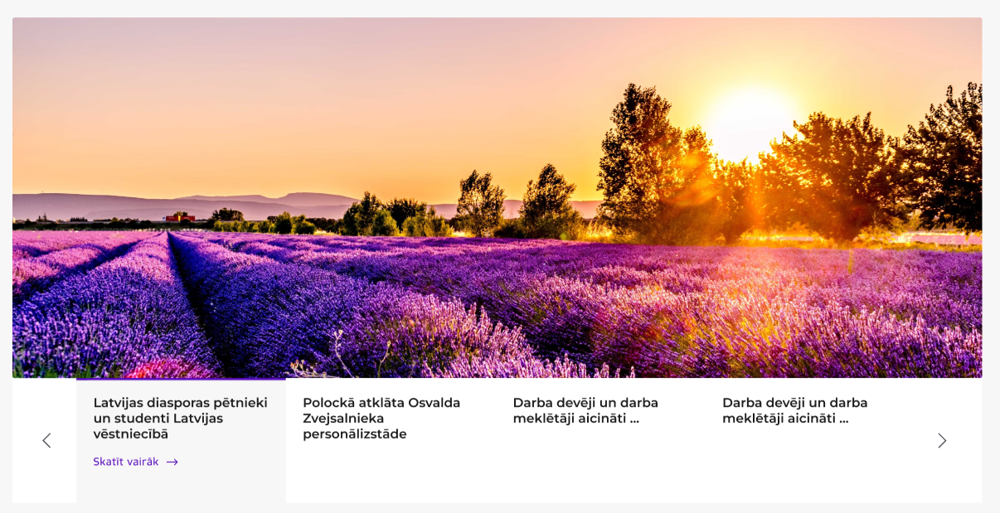 Latvijas diasporas pētnieki
un studenti Latvijas
vēstniecībā
Skatīt vairāk
Polockā atklāta Osvalda
Zvejsalnieka
personālizstāde
Darba devēji un darba
meklētāji aicināti ...
Darba devēji un darba
meklētāji aicināti ...